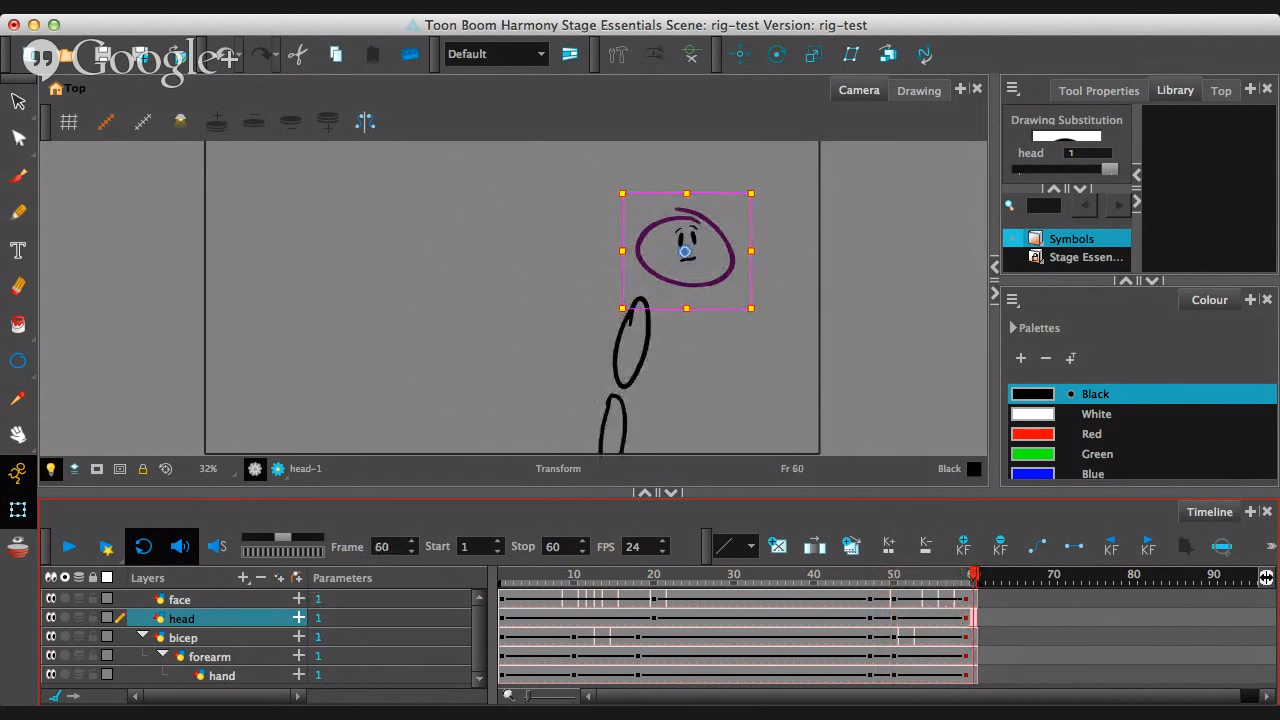 Toon Boom Harmony Stage Essentials Scene: rig-test Version: rig-test
Google+
Default
Top
Camera
Drawing
Tool Properties
Library
Top
Drawing Substitution
head 1
Symbols
Stage Essen...
Colour
Palettes
Black
White
Red
Green
Blue
32%
head-1
Transform
Fr 60
Black
Timeline
Frame 60 Start 1 Stop 60 FPS 24
Layers
Parameters
10 20 30 40 50 60 70 80 90
face 1
head 1
bicep 1
forearm 1
hand 1